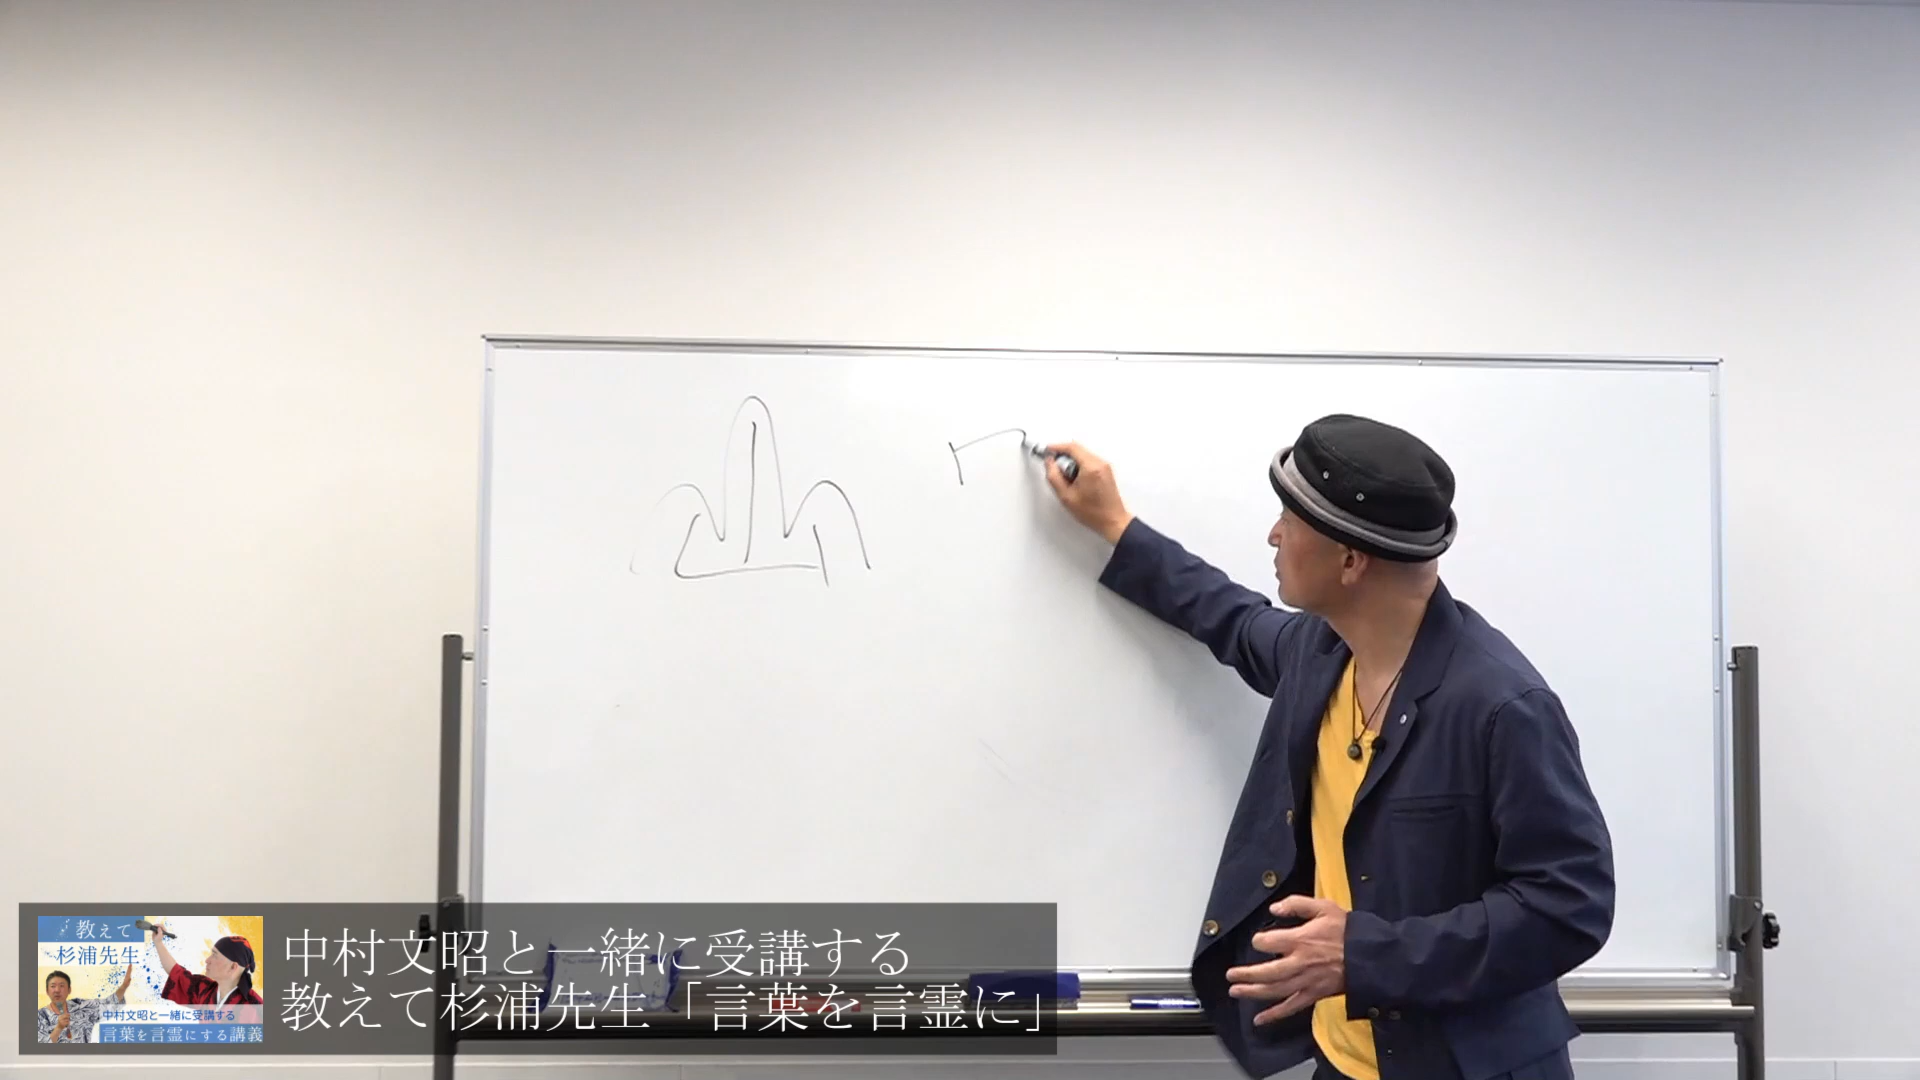 山
教えて
杉浦先生
中村文昭と一緒に受講する
言葉を言霊にする講義
中村文昭と一緒に受講する
教えて杉浦先生「言葉を言霊に」